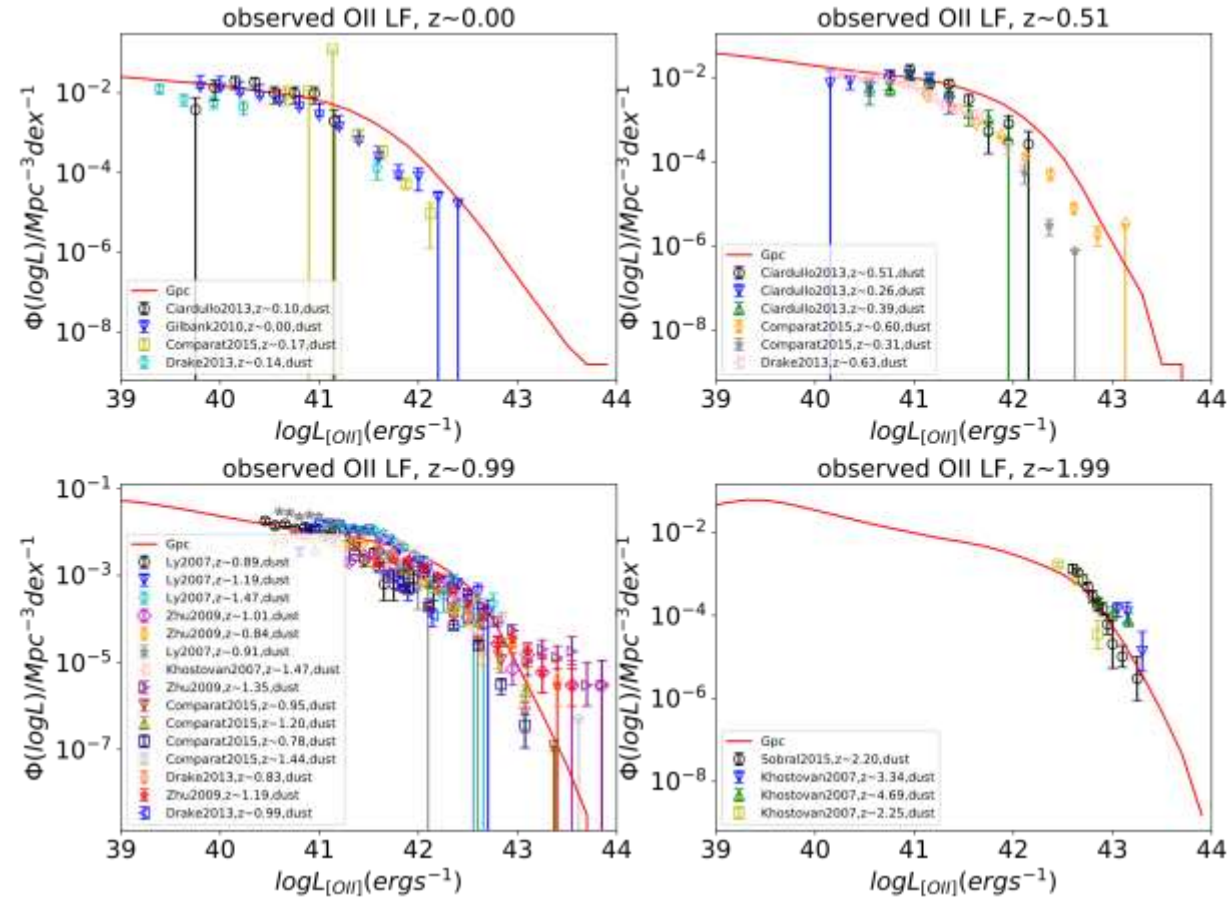 observed OII LF, z~0.00
Φ(logL)/Mpc⁻³dex⁻¹
10⁻²
10⁻⁴
10⁻⁶
10⁻⁸
Gpc
Ciardullo2013,z~0.10,dust
Gilbank2010,z~0.00,dust
Comparat2015,z~0.17,dust
Drake2013,z~0.14,dust
39 40 41 42 43 44
logL[OII](ergs⁻¹)
observed OII LF, z~0.51
Φ(logL)/Mpc⁻³dex⁻¹
10⁻²
10⁻⁴
10⁻⁶
10⁻⁸
Gpc
Ciardullo2013,z~0.51,dust
Ciardullo2013,z~0.26,dust
Ciardullo2013,z~0.39,dust
Comparat2015,z~0.60,dust
Comparat2015,z~0.31,dust
Drake2013,z~0.63,dust
39 40 41 42 43 44
logL[OII](ergs⁻¹)
observed OII LF, z~0.99
Φ(logL)/Mpc⁻³dex⁻¹
10⁻¹
10⁻³
10⁻⁵
10⁻⁷
Gpc
Ly2007,z~0.89,dust
Ly2007,z~1.19,dust
Ly2007,z~1.47,dust
Zhu2009,z~1.01,dust
Zhu2009,z~0.84,dust
Ly2007,z~0.91,dust
Khostovan2007,z~1.47,dust
Zhu2009,z~1.35,dust
Comparat2015,z~0.95,dust
Comparat2015,z~1.20,dust
Comparat2015,z~0.78,dust
Comparat2015,z~1.44,dust
Drake2013,z~0.83,dust
Zhu2009,z~1.19,dust
Drake2013,z~0.99,dust
39 40 41 42 43 44
logL[OII](ergs⁻¹)
observed OII LF, z~1.99
Φ(logL)/Mpc⁻³dex⁻¹
10⁻²
10⁻⁴
10⁻⁶
10⁻⁸
Gpc
Sobral2015,z~2.20,dust
Khostovan2007,z~3.34,dust
Khostovan2007,z~4.69,dust
Khostovan2007,z~2.25,dust
39 40 41 42 43 44
logL[OII](ergs⁻¹)